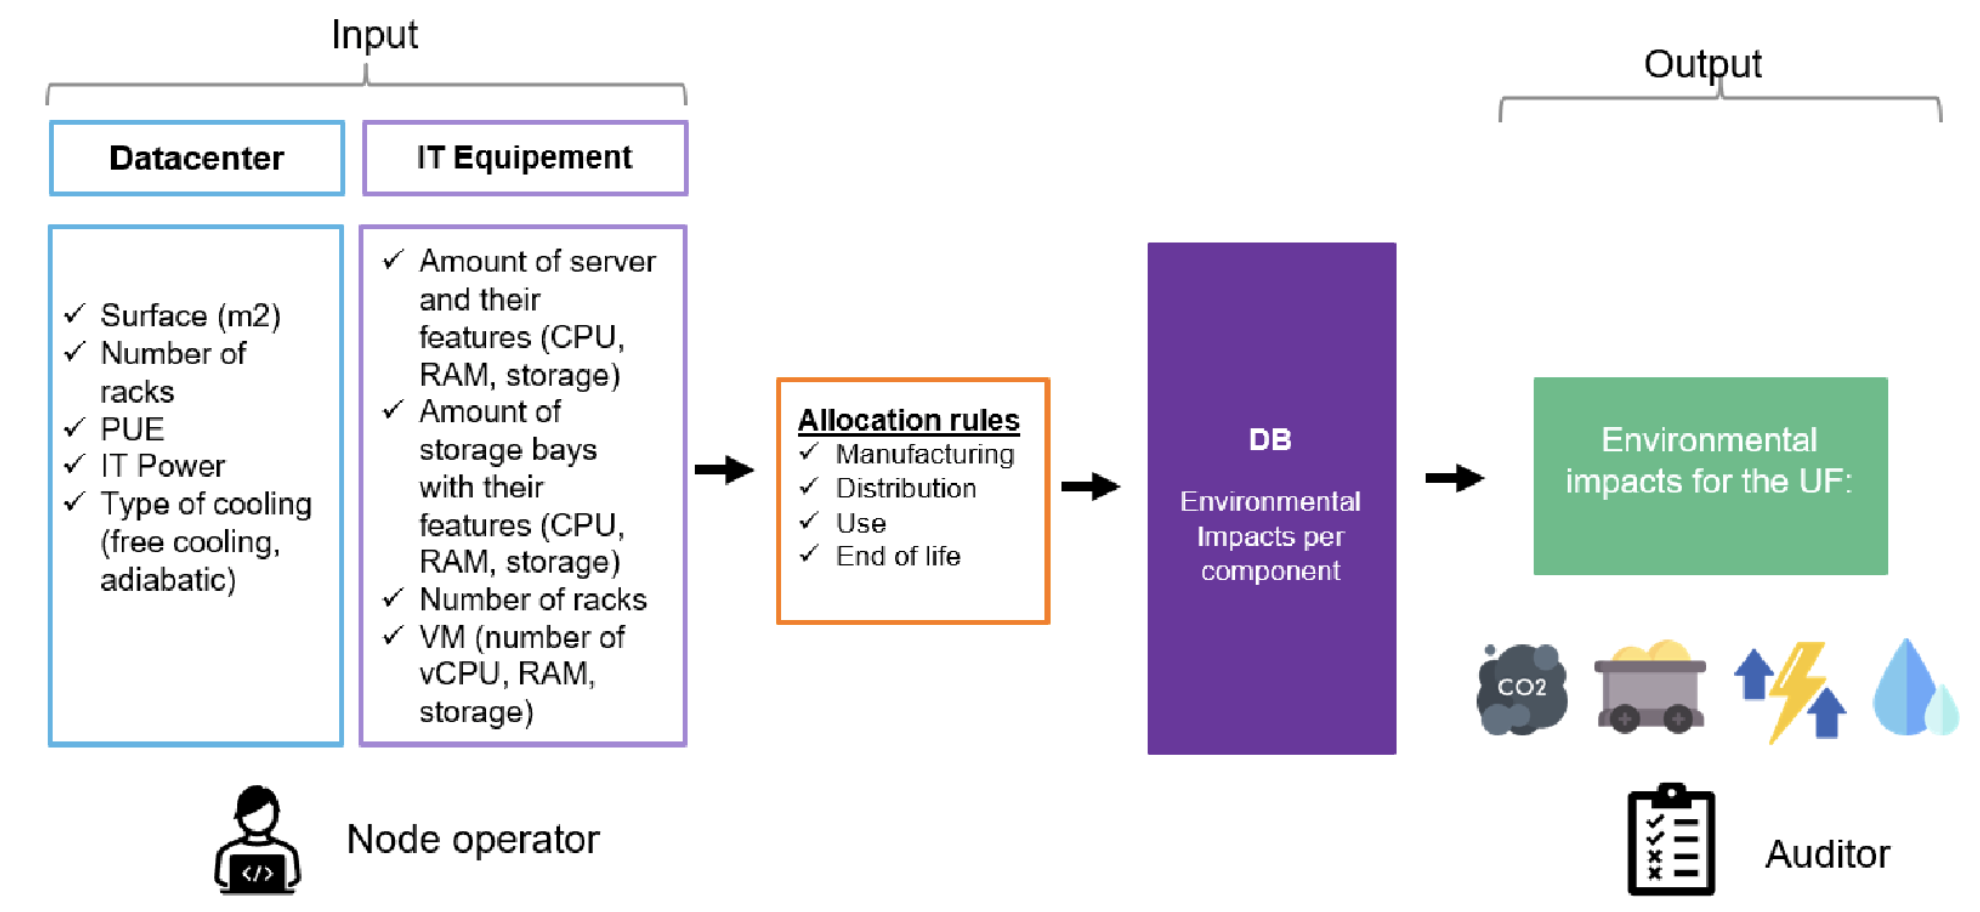 Input
Output
Datacenter
IT Equipement
Surface (m2)
Number of
racks
PUE
IT Power
Type of cooling
(free cooling,
adiabatic)
Amount of server
and their
features (CPU,
RAM, storage)
Amount of
storage bays
with their
features (CPU,
RAM, storage)
Number of racks
VM (number of
vCPU, RAM,
storage)
Allocation rules
Manufacturing
Distribution
Use
End of life
DB
Environmental
Impacts per
component
Environmental
impacts for the UF:
CO2
</>
Node operator
Auditor